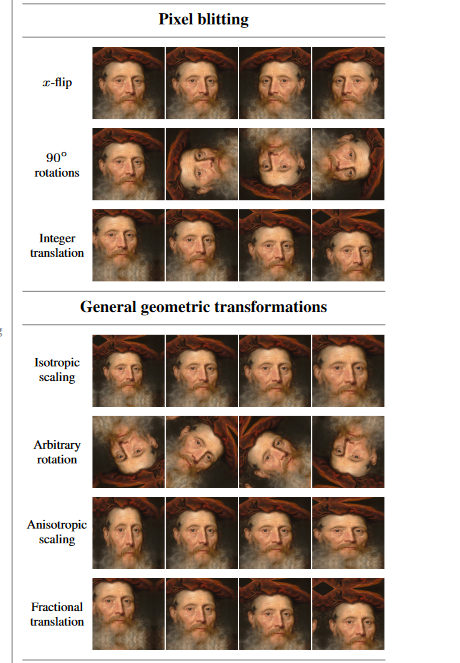 Pixel blitting
x-flip
90°
rotations
Integer
translation
General geometric transformations
Isotropic
scaling
Arbitrary
rotation
Anisotropic
scaling
Fractional
translation